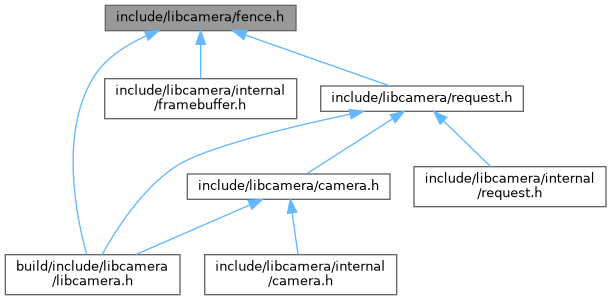 include/libcamera/fence.h
include/libcamera/internal
/framebuffer.h
include/libcamera/request.h
include/libcamera/camera.h
include/libcamera/internal
/request.h
build/include/libcamera
/libcamera.h
include/libcamera/internal
/camera.h